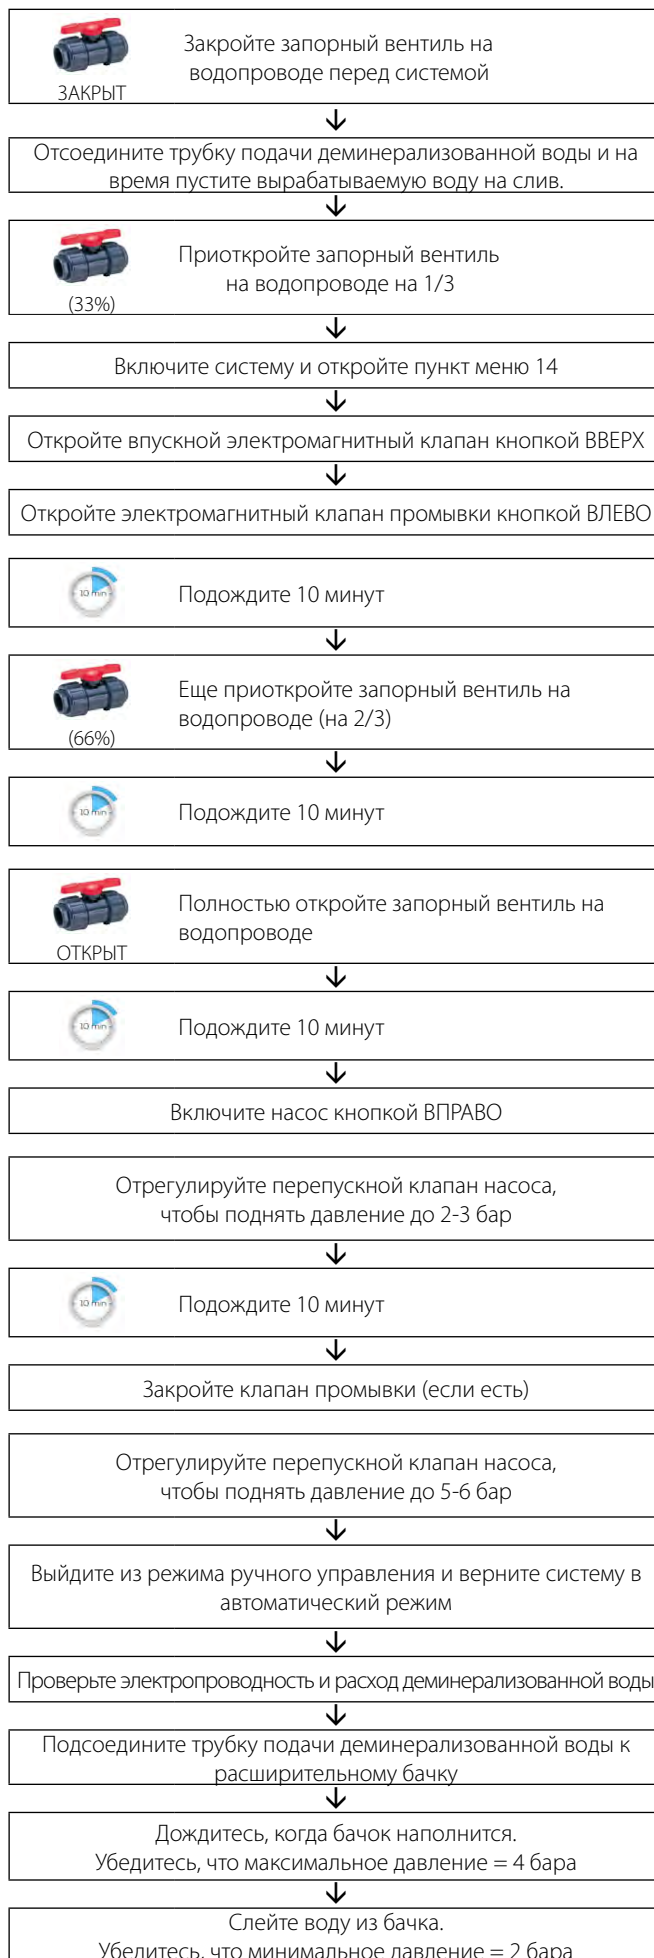 Закройте запорный вентиль на
водопроводе перед системой
ЗАКРЫТ
Отсоедините трубку подачи деминерализованной воды и на
время пустите вырабатываемую воду на слив.
Приоткройте запорный вентиль
на водопроводе на 1/3
(33%)
Включите систему и откройте пункт меню 14
Откройте впускной электромагнитный клапан кнопкой ВВЕРХ
Откройте электромагнитный клапан промывки кнопкой ВЛЕВО
10 min
Подождите 10 минут
Еще приоткройте запорный вентиль на
водопроводе (на 2/3)
(66%)
10 min
Подождите 10 минут
Полностью откройте запорный вентиль на
водопроводе
ОТКРЫТ
10 min
Подождите 10 минут
Включите насос кнопкой ВПРАВО
Отрегулируйте перепускной клапан насоса,
чтобы поднять давление до 2-3 бар
10 min
Подождите 10 минут
Закройте клапан промывки (если есть)
Отрегулируйте перепускной клапан насоса,
чтобы поднять давление до 5-6 бар
Выйдите из режима ручного управления и верните систему в
автоматический режим
Проверьте электропроводность и расход деминерализованной воды
Подсоедините трубку подачи деминерализованной воды к
расширительному бачку
Дождитесь, когда бачок наполнится.
Убедитесь, что максимальное давление = 4 бара
Слейте воду из бачка.
Убедитесь, что минимальное давление = 2 бара